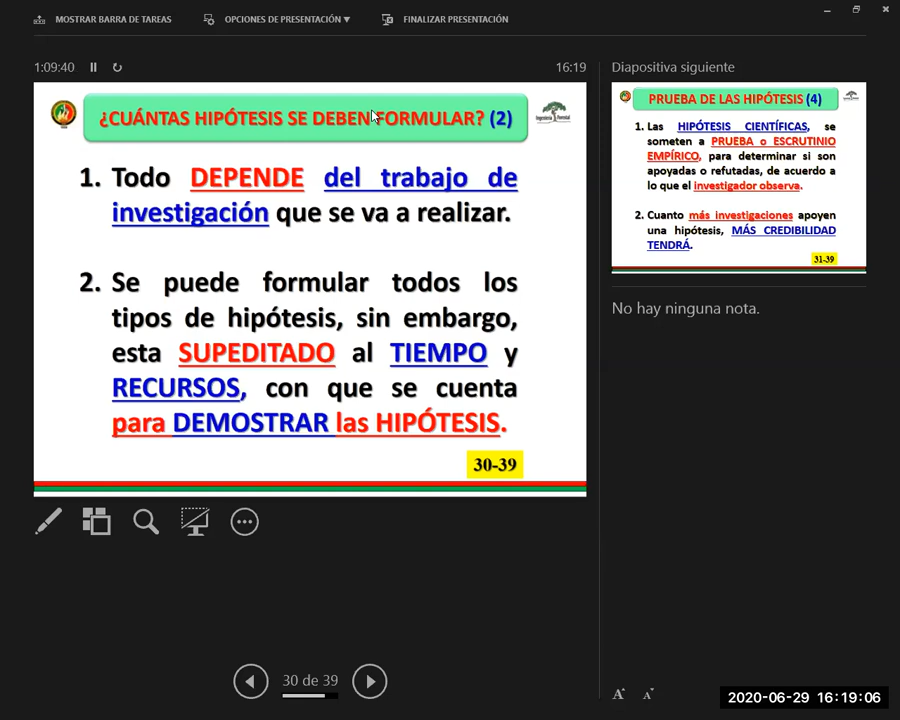 MOSTRAR BARRA DE TAREAS
OPCIONES DE PRESENTACIÓN ▼
FINALIZAR PRESENTACIÓN
1:09:40
16:19
Diapositiva siguiente
¿CUÁNTAS HIPÓTESIS SE DEBEN FORMULAR? (2)
Ingeniería Forestal
1. Todo DEPENDE del trabajo de
investigación que se va a realizar.
2. Se puede formular todos los
tipos de hipótesis, sin embargo,
esta SUPEDITADO al TIEMPO y
RECURSOS, con que se cuenta
para DEMOSTRAR las HIPÓTESIS.
30-39
PRUEBA DE LAS HIPÓTESIS (4)
1. Las HIPÓTESIS CIENTÍFICAS, se
someten a PRUEBA o ESCRUTINIO
EMPÍRICO, para determinar si son
apoyadas o refutadas, de acuerdo a
lo que el investigador observa.
2. Cuanto más investigaciones apoyen
una hipótesis, MÁS CREDIBILIDAD
TENDRÁ.
31-39
No hay ninguna nota.
30 de 39
A A
2020-06-29 16:19:06